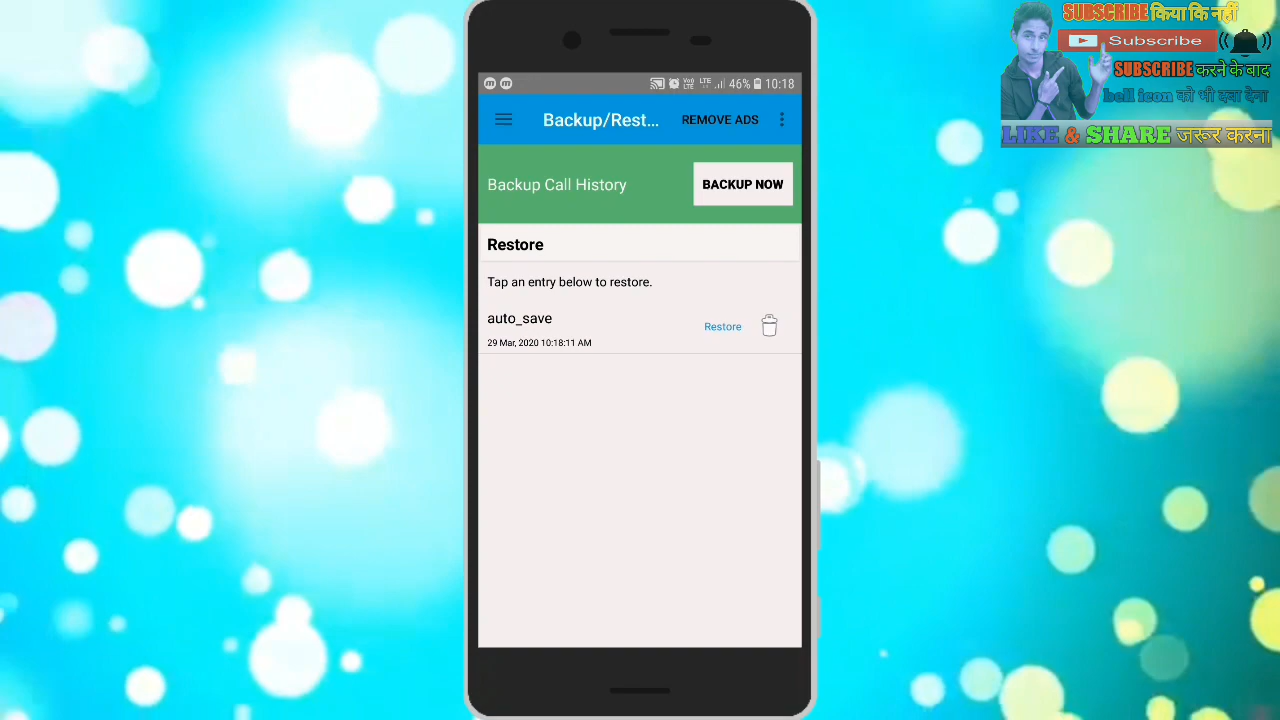 46% 10:18
Backup/Rest... REMOVE ADS
Backup Call History BACKUP NOW
Restore
Tap an entry below to restore.
auto_save
Restore
29 Mar, 2020 10:18:11 AM
SUBSCRIBE किया कि नहीं
Subscribe
SUBSCRIBE करने के बाद
bell icon को भी दबा देना
LIKE & SHARE जरूर करना